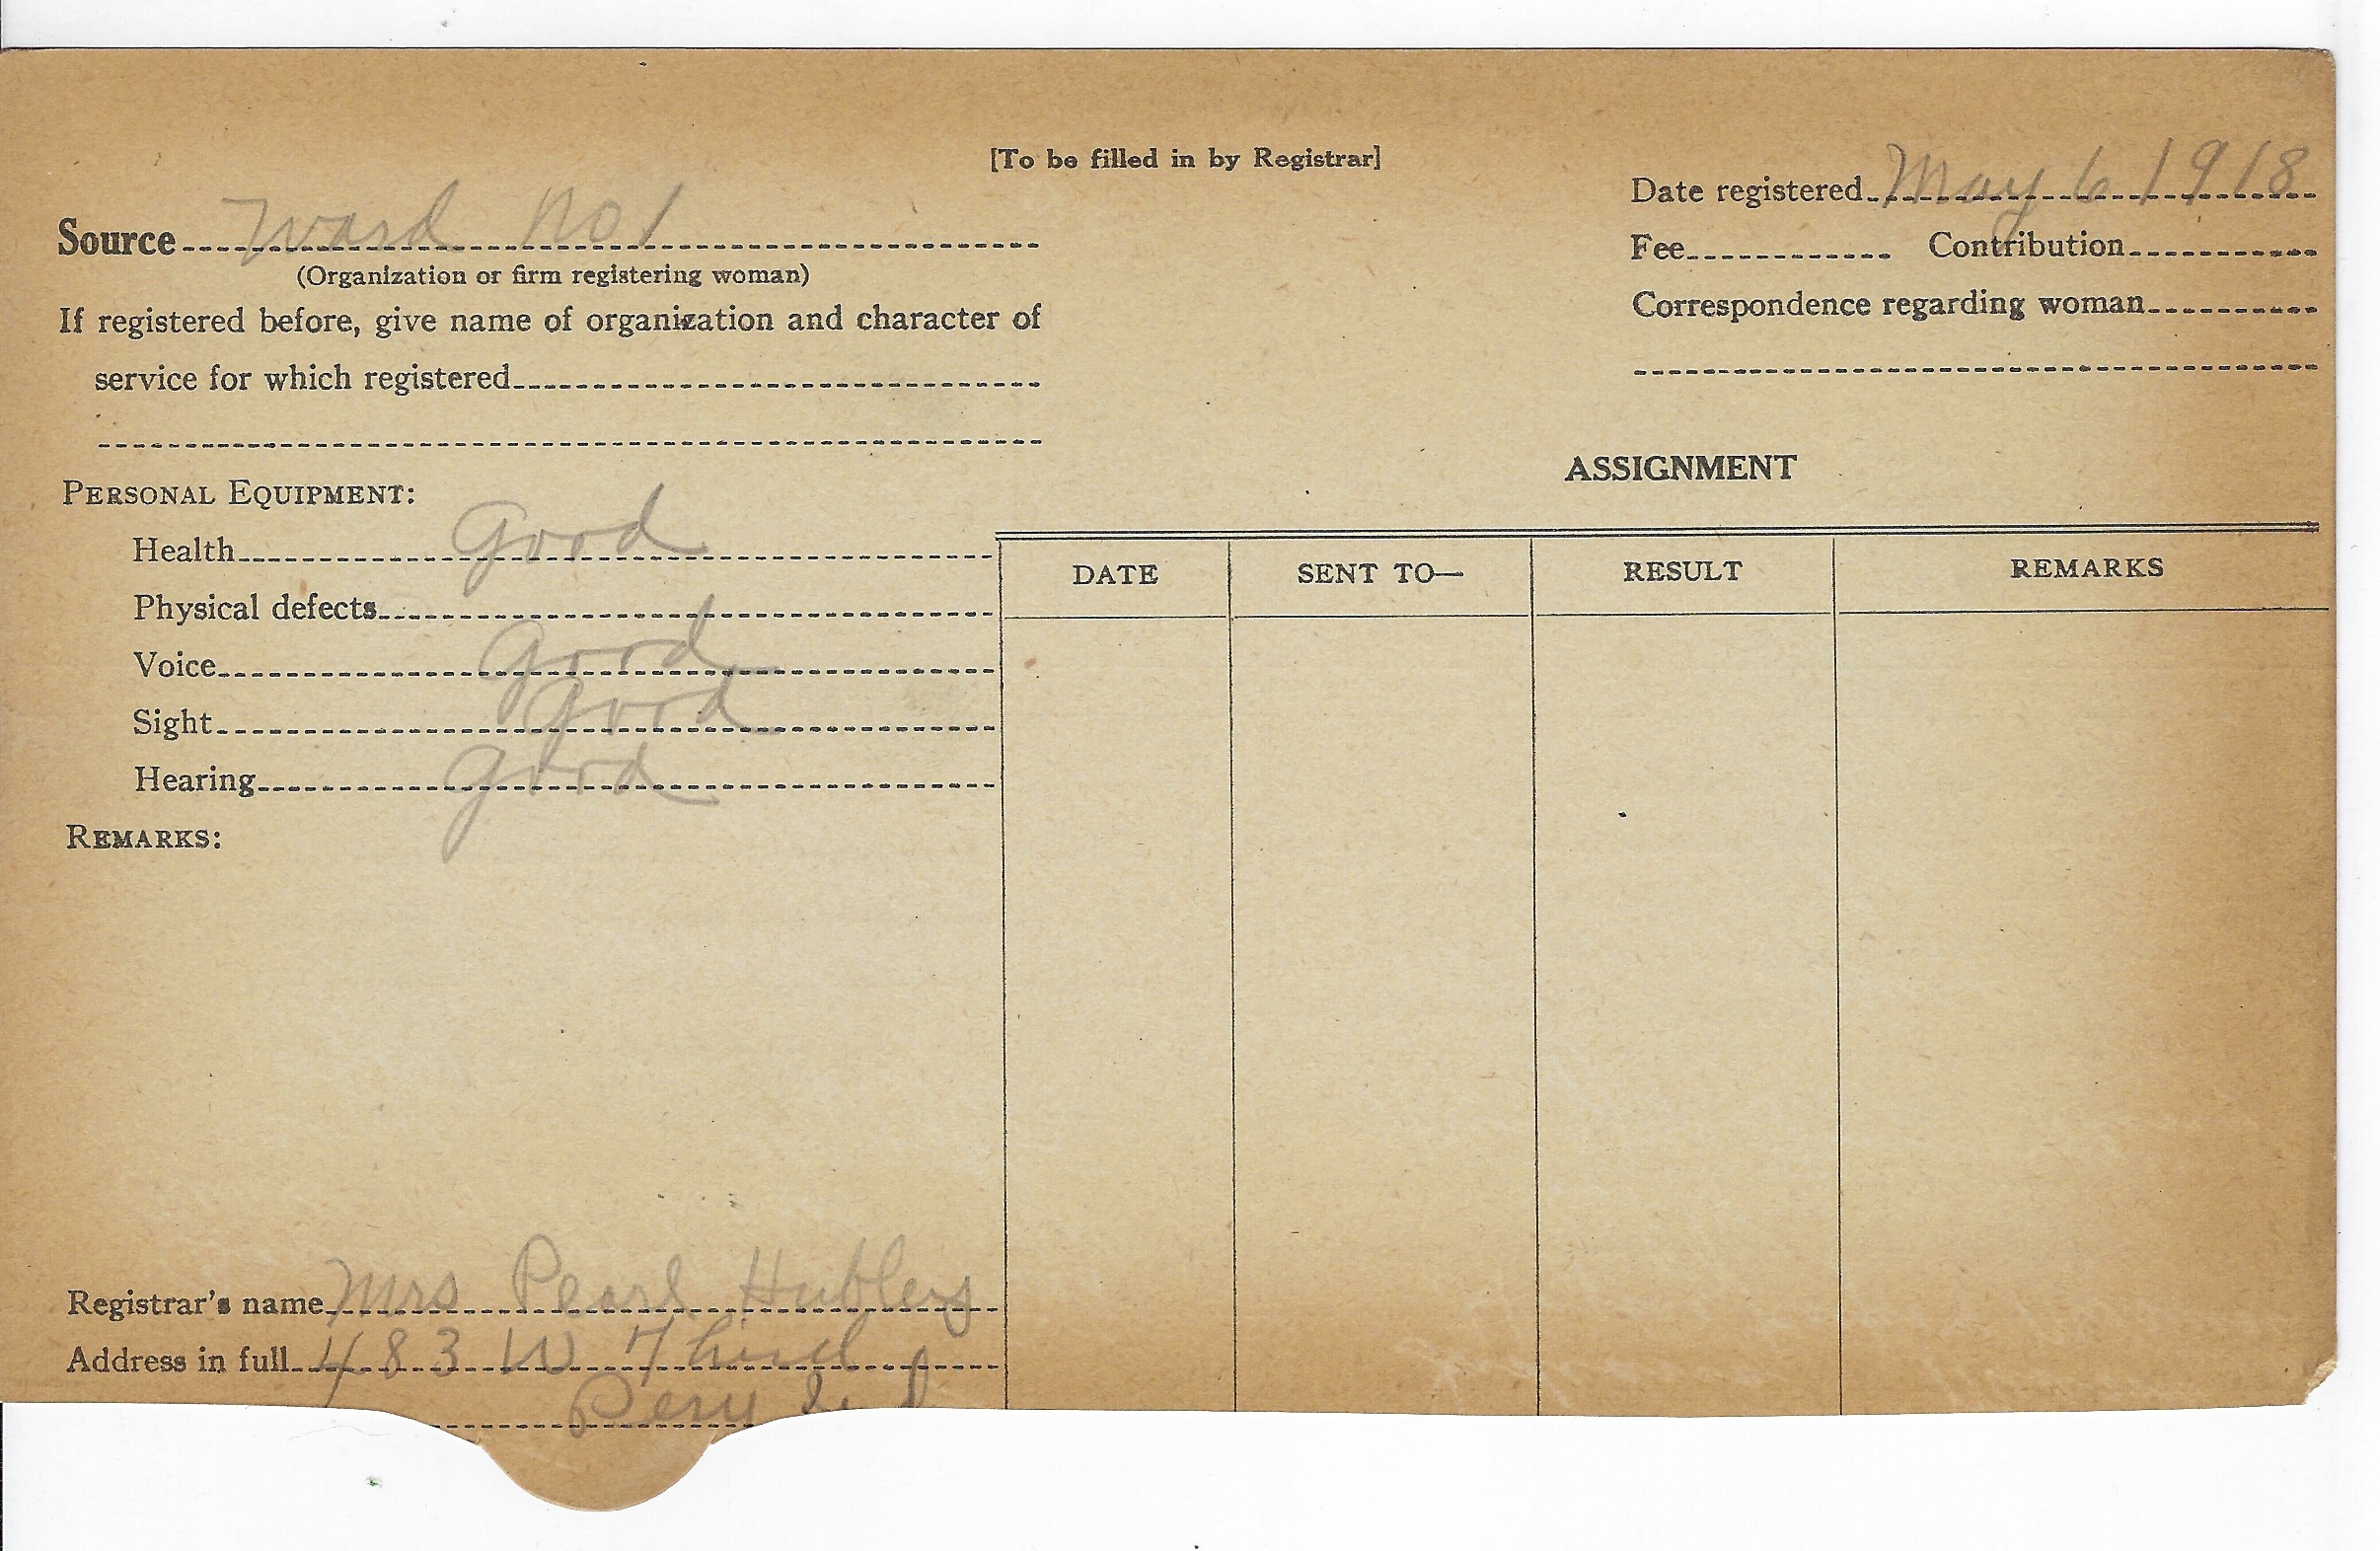 [To be filled in by Registrar]
Date registered May 6 1918
Source Ward no 1
(Organization or firm registering woman)
Fee Contribution
If registered before, give name of organization and character of
Correspondence regarding woman
service for which registered
ASSIGNMENT
PERSONAL EQUIPMENT:
Health Good
Physical defects
Voice good
Sight good
Hearing good
DATE SENT TO— RESULT REMARKS
REMARKS:
Registrar's name Mrs Pearl Hubley
Address in full 483 W Third
Peru Ind